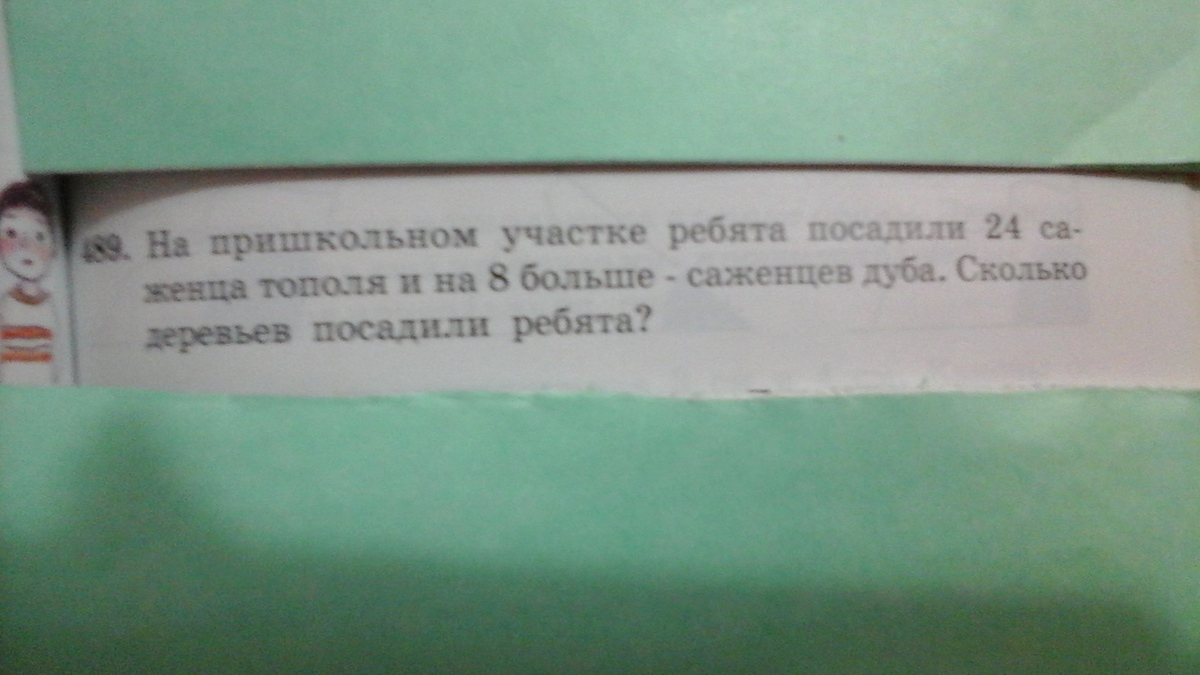 489. На пришкольном участке ребята посадили 24 са-
женца тополя и на 8 больше - саженцев дуба. Сколько
деревьев посадили ребята?